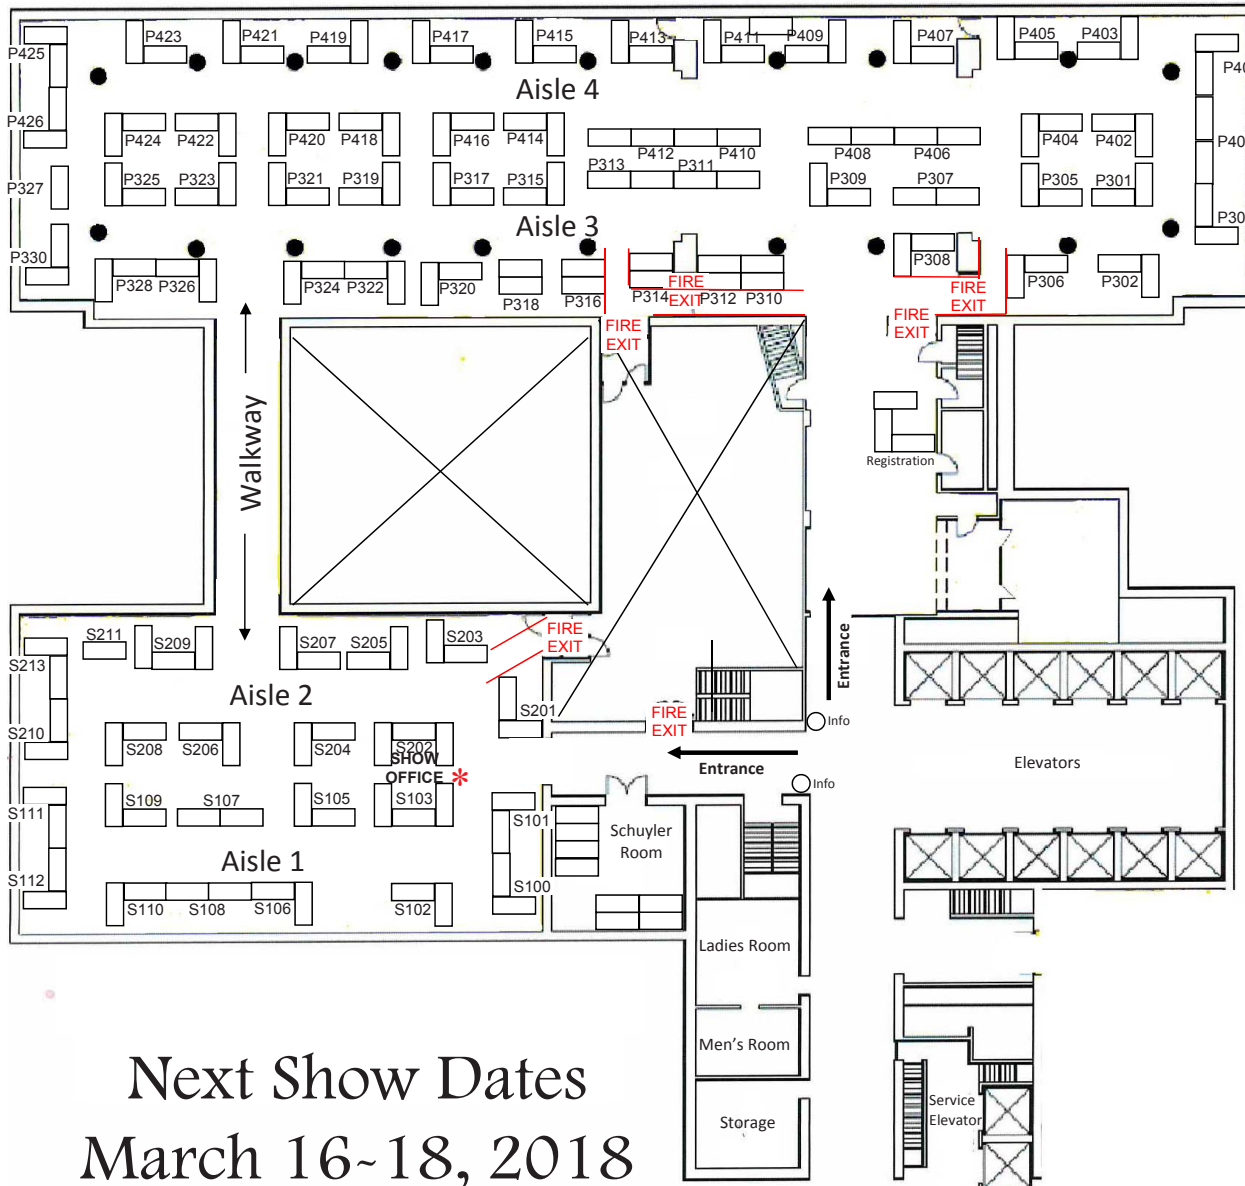 P423
P421
P419
P417
P415
P413
P411
P409
P407
P405
P403
P425
Aisle 4
P426
P424
P422
P420
P418
P416
P414
P412
P410
P408
P406
P404
P402
P313
P311
P327
P325
P323
P321
P319
P317
P315
P309
P307
P305
P301
Aisle 3
P330
P328
P326
P324
P322
P320
P318
P316
P314
P312
P310
P308
P306
P302
FIRE
EXIT
FIRE
EXIT
FIRE
EXIT
FIRE
EXIT
Walkway
Registration
S211
S209
S207
S205
S203
FIRE
EXIT
S213
Aisle 2
S201
Entrance
S210
S208
S206
S204
S202
FIRE
EXIT
Info
SHOW
OFFICE *
Entrance
Elevators
Info
S111
S109
S107
S105
S103
S101
Schuyler
Room
Aisle 1
S112
S110
S108
S106
S102
S100
Ladies Room
Men's Room
Service
Elevator
Storage
Next Show Dates
March 16~18, 2018